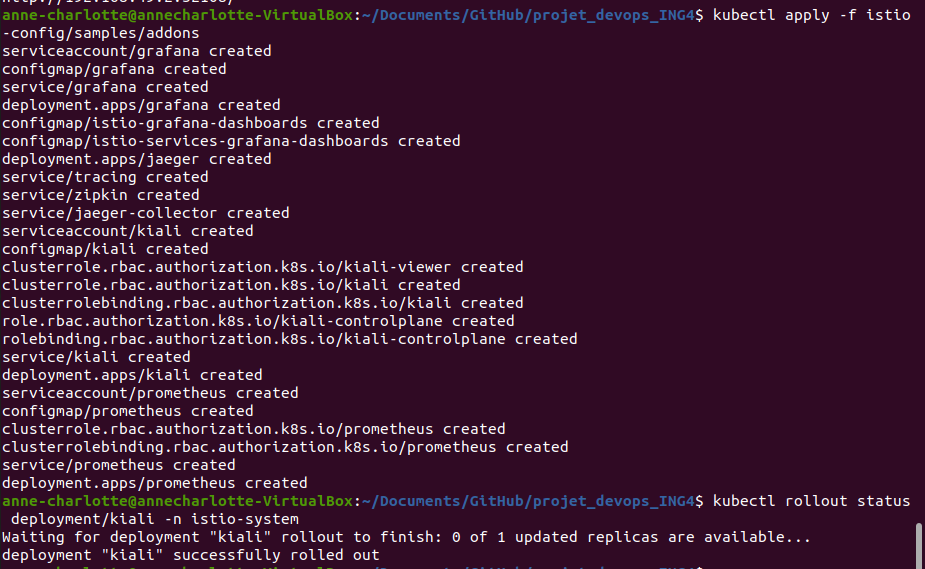 anne-charlotte@annecharlotte-VirtualBox:~/Documents/GitHub/projet_devops_ING4$ kubectl apply -f istio
-config/samples/addons
serviceaccount/grafana created
configmap/grafana created
service/grafana created
deployment.apps/grafana created
configmap/istio-grafana-dashboards created
configmap/istio-services-grafana-dashboards created
deployment.apps/jaeger created
service/tracing created
service/zipkin created
service/jaeger-collector created
serviceaccount/kiali created
configmap/kiali created
clusterrole.rbac.authorization.k8s.io/kiali-viewer created
clusterrole.rbac.authorization.k8s.io/kiali created
clusterrolebinding.rbac.authorization.k8s.io/kiali created
role.rbac.authorization.k8s.io/kiali-controlplane created
rolebinding.rbac.authorization.k8s.io/kiali-controlplane created
service/kiali created
deployment.apps/kiali created
serviceaccount/prometheus created
configmap/prometheus created
clusterrole.rbac.authorization.k8s.io/prometheus created
clusterrolebinding.rbac.authorization.k8s.io/prometheus created
service/prometheus created
deployment.apps/prometheus created
anne-charlotte@annecharlotte-VirtualBox:~/Documents/GitHub/projet_devops_ING4$ kubectl rollout status
 deployment/kiali -n istio-system
Waiting for deployment "kiali" rollout to finish: 0 of 1 updated replicas are available...
deployment "kiali" successfully rolled out